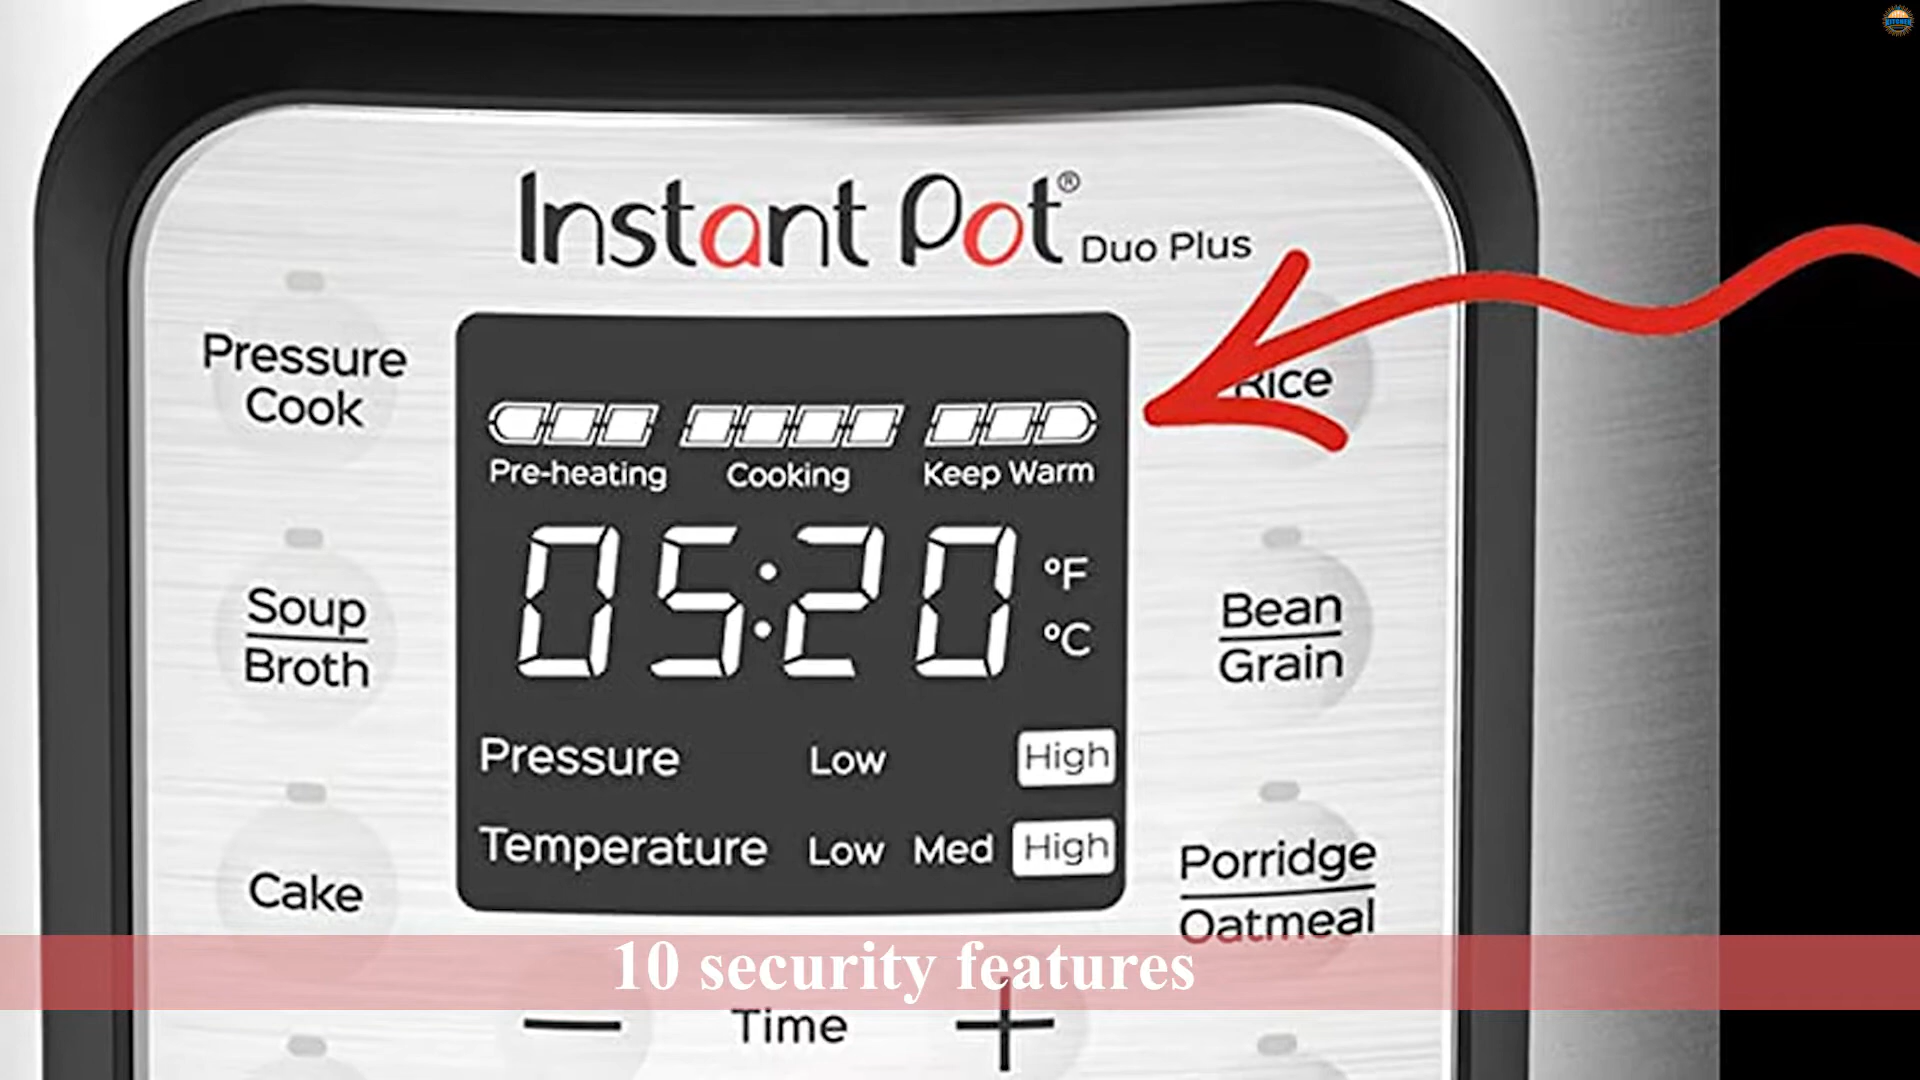 Instant Pot®
Duo Plus
Pressure
Cook
Rice
Pre-heating
Cooking
Keep Warm
05:20
°F
°C
Soup
Broth
Bean
Grain
Pressure Low High
Temperature Low Med High
Cake
Porridge
Oatmeal
10 security features
— Time +